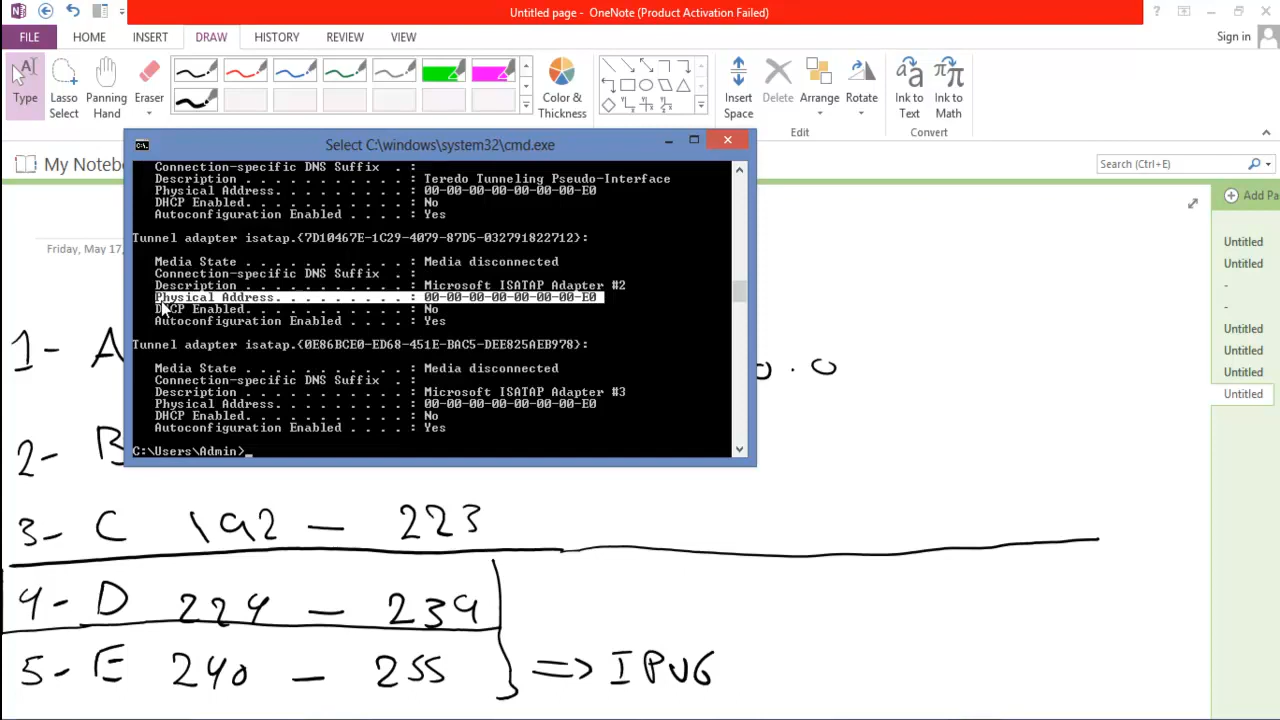 Untitled page - OneNote (Product Activation Failed)
FILE HOME INSERT DRAW HISTORY REVIEW VIEW Sign in
Type Lasso Select Panning Hand Eraser Color & Thickness Insert Space Delete Arrange Rotate Ink to Text Ink to Math
Edit Convert
Select C:\windows\system32\cmd.exe
My Noteb
Search (Ctrl+E)
Add Pa
Friday, May 17,
Connection-specific DNS Suffix . :
Description . . . . . . . . . . . : Teredo Tunneling Pseudo-Interface
Physical Address. . . . . . . . . : 00-00-00-00-00-00-00-E0
DHCP Enabled. . . . . . . . . . . : No
Autoconfiguration Enabled . . . . : Yes
Tunnel adapter isatap.{7D10467E-1C29-4079-87D5-032791822712}:
Media State . . . . . . . . . . . : Media disconnected
Connection-specific DNS Suffix . :
Description . . . . . . . . . . . : Microsoft ISATAP Adapter #2
Physical Address. . . . . . . . . : 00-00-00-00-00-00-00-E0
DHCP Enabled. . . . . . . . . . . : No
Autoconfiguration Enabled . . . . : Yes
Tunnel adapter isatap.{0E86BCE0-ED68-451E-BAC5-DEE825AEB978}:
Media State . . . . . . . . . . . : Media disconnected
Connection-specific DNS Suffix . :
Description . . . . . . . . . . . : Microsoft ISATAP Adapter #3
Physical Address. . . . . . . . . : 00-00-00-00-00-00-00-E0
DHCP Enabled. . . . . . . . . . . : No
Autoconfiguration Enabled . . . . : Yes
C:\Users\Admin>_
Untitled
Untitled
-
-
Untitled
Untitled
Untitled
Untitled
1- A 0.0
2- B
3- C 192 - 223
4- D 224 - 239
5- E 240 - 255 => IPV6